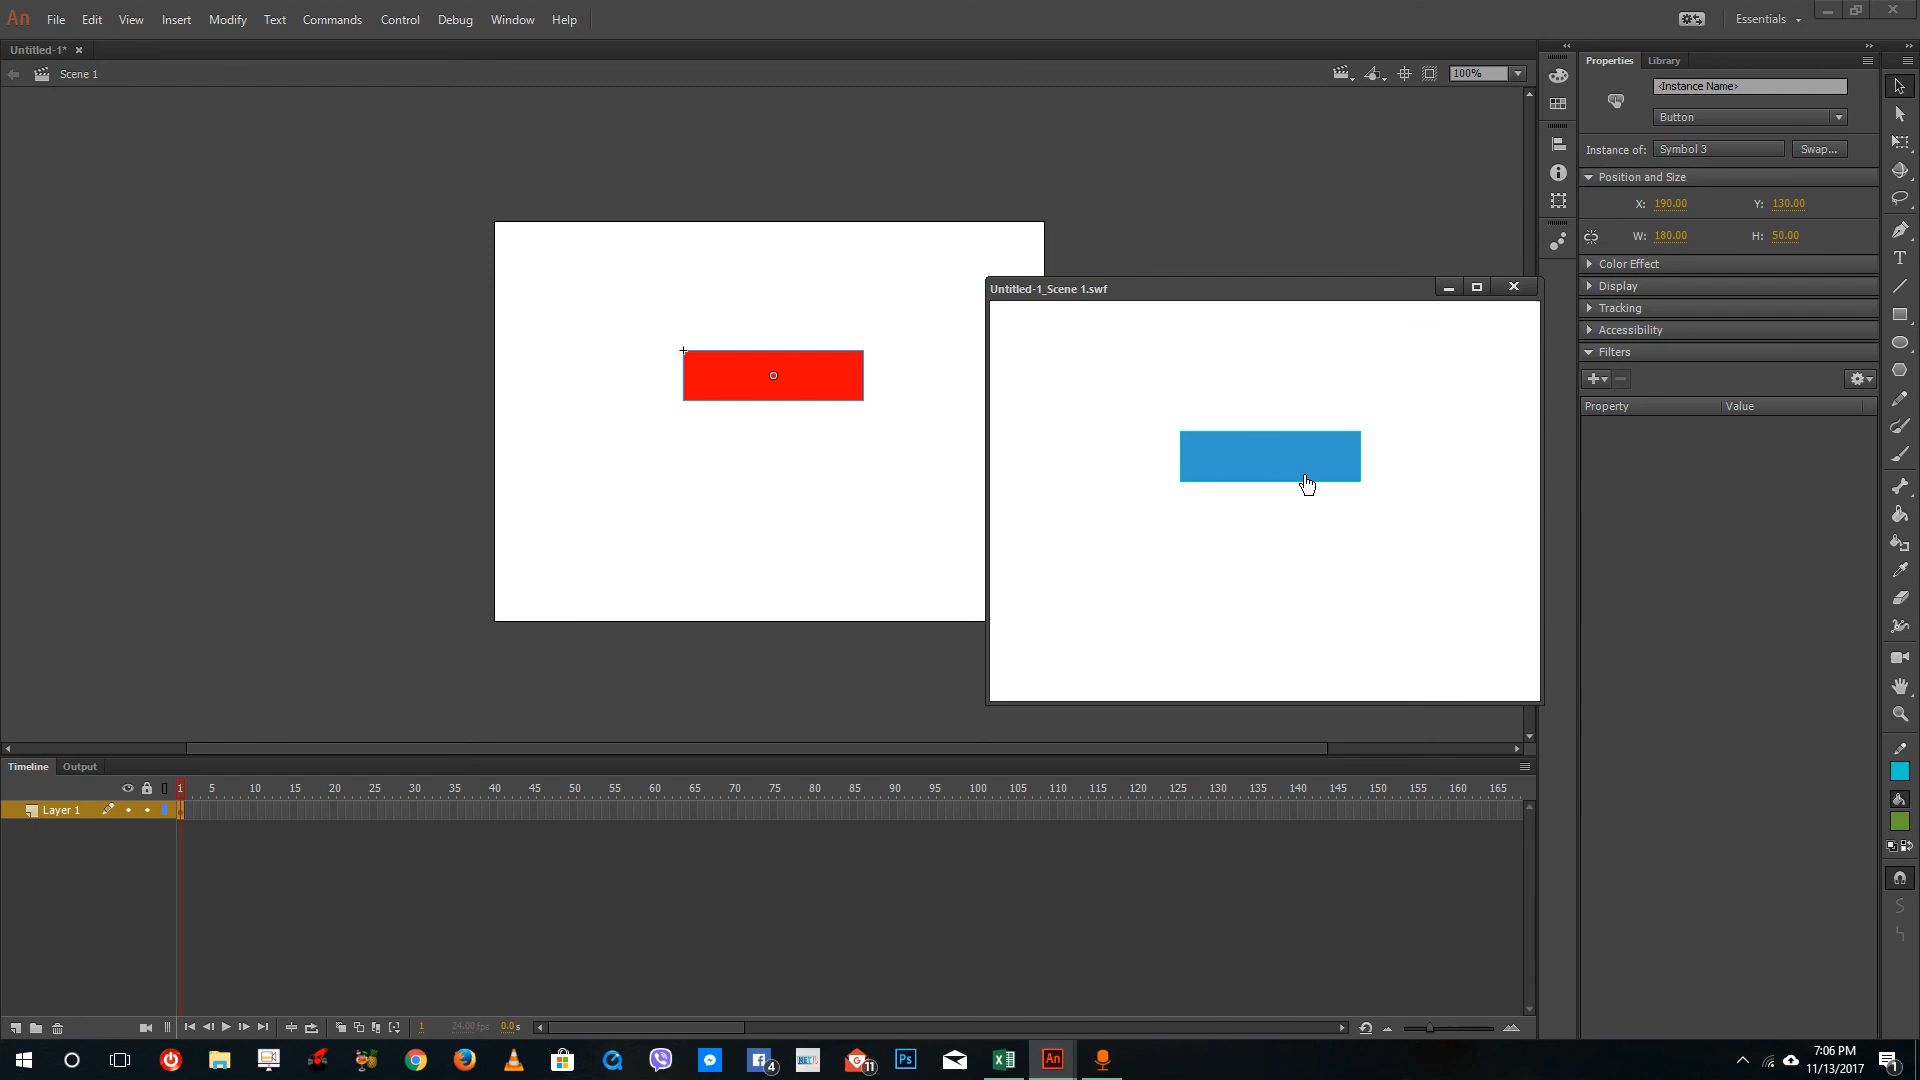 An File Edit View Insert Modify Text Commands Control Debug Window Help Essentials
Untitled-1* ×
Scene 1 100%
Properties Library
<Instance Name>
Button
Instance of: Symbol 3 Swap...
Position and Size
X: 190.00 Y: 130.00
W: 180.00 H: 50.00
Color Effect
Display
Tracking
Accessibility
Filters
Property Value
Untitled-1_Scene 1.swf
Timeline Output
1 5 10 15 20 25 30 35 40 45 50 55 60 65 70 75 80 85 90 95 100 105 110 115 120 125 130 135 140 145 150 155 160 165
Layer 1
1 24.00 fps 0.0 s
4 11 Ps An
7:06 PM
11/13/2017
1